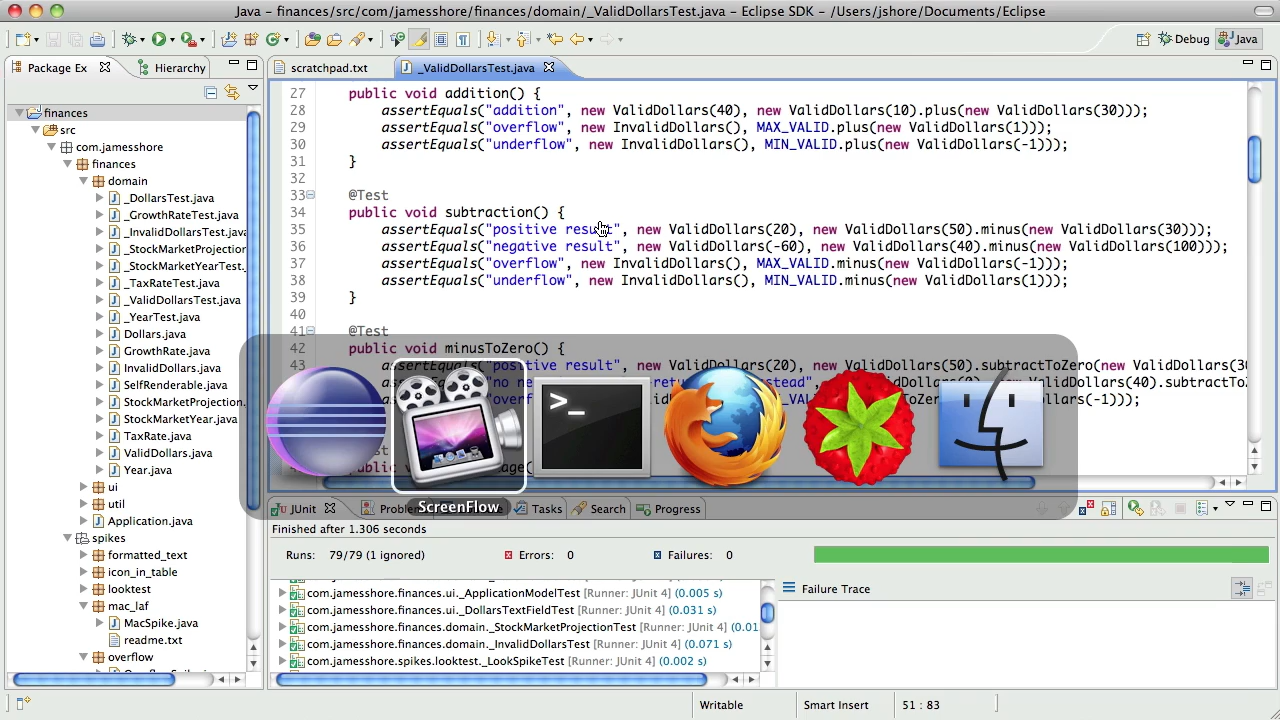 Java – finances/src/com/jamesshore/finances/domain/_ValidDollarsTest.java – Eclipse SDK – /Users/jshore/Documents/Eclipse
Debug
Java
Package Ex
Hierarchy
scratchpad.txt
_ValidDollarsTest.java
finances
src
com.jamesshore
finances
domain
_DollarsTest.java
_GrowthRateTest.java
_InvalidDollarsTest.java
_StockMarketProjection
_StockMarketYearTest.
_TaxRateTest.java
_ValidDollarsTest.java
_YearTest.java
Dollars.java
GrowthRate.java
InvalidDollars.java
SelfRenderable.java
StockMarketProjection.
StockMarketYear.java
TaxRate.java
ValidDollars.java
Year.java
ui
util
Application.java
spikes
formatted_text
icon_in_table
looktest
mac_laf
MacSpike.java
readme.txt
overflow
27 public void addition() {
28 assertEquals("addition", new ValidDollars(40), new ValidDollars(10).plus(new ValidDollars(30)));
29 assertEquals("overflow", new InvalidDollars(), MAX_VALID.plus(new ValidDollars(1)));
30 assertEquals("underflow", new InvalidDollars(), MIN_VALID.plus(new ValidDollars(-1)));
31 }
32
33 @Test
34 public void subtraction() {
35 assertEquals("positive result", new ValidDollars(20), new ValidDollars(50).minus(new ValidDollars(30)));
36 assertEquals("negative result", new ValidDollars(-60), new ValidDollars(40).minus(new ValidDollars(100)));
37 assertEquals("overflow", new InvalidDollars(), MAX_VALID.minus(new ValidDollars(-1)));
38 assertEquals("underflow", new InvalidDollars(), MIN_VALID.minus(new ValidDollars(1)));
39 }
40
41 @Test
42 public void minusToZero() {
43 assertEquals("positive result", new ValidDollars(20), new ValidDollars(50).subtractToZero(new ValidDollars(30
>_
ScreenFlow
JUnit
Tasks
Search
Progress
Finished after 1.306 seconds
Runs: 79/79 (1 ignored)
Errors: 0
Failures: 0
com.jamesshore.finances.ui._ApplicationModelTest [Runner: JUnit 4] (0.005 s)
com.jamesshore.finances.ui._DollarsTextFieldTest [Runner: JUnit 4] (0.031 s)
com.jamesshore.finances.domain._StockMarketProjectionTest [Runner: JUnit 4] (0.01
com.jamesshore.finances.domain._InvalidDollarsTest [Runner: JUnit 4] (0.071 s)
com.jamesshore.spikes.looktest._LookSpikeTest [Runner: JUnit 4] (0.002 s)
Failure Trace
Writable
Smart Insert
51 : 83